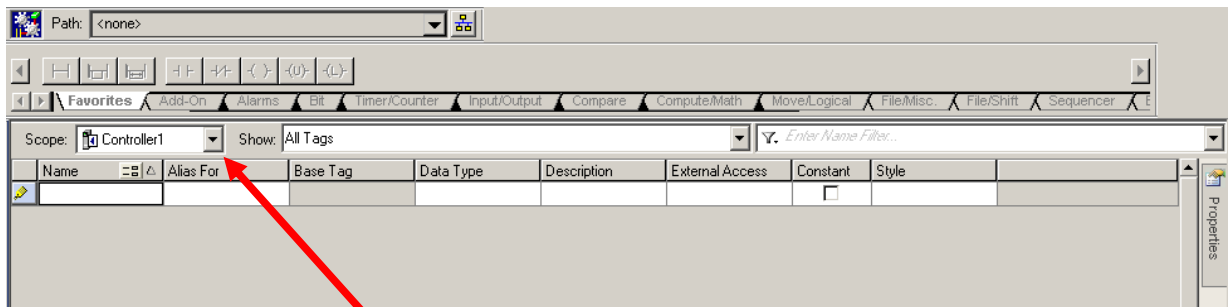 Path: <none>
Favorites Add-On Alarms Bit Timer/Counter Input/Output Compare Compute/Math Move/Logical File/Misc. File/Shift Sequencer E
Scope: Controller1 Show: All Tags Enter Name Filter...
Name Alias For Base Tag Data Type Description External Access Constant Style
Properties